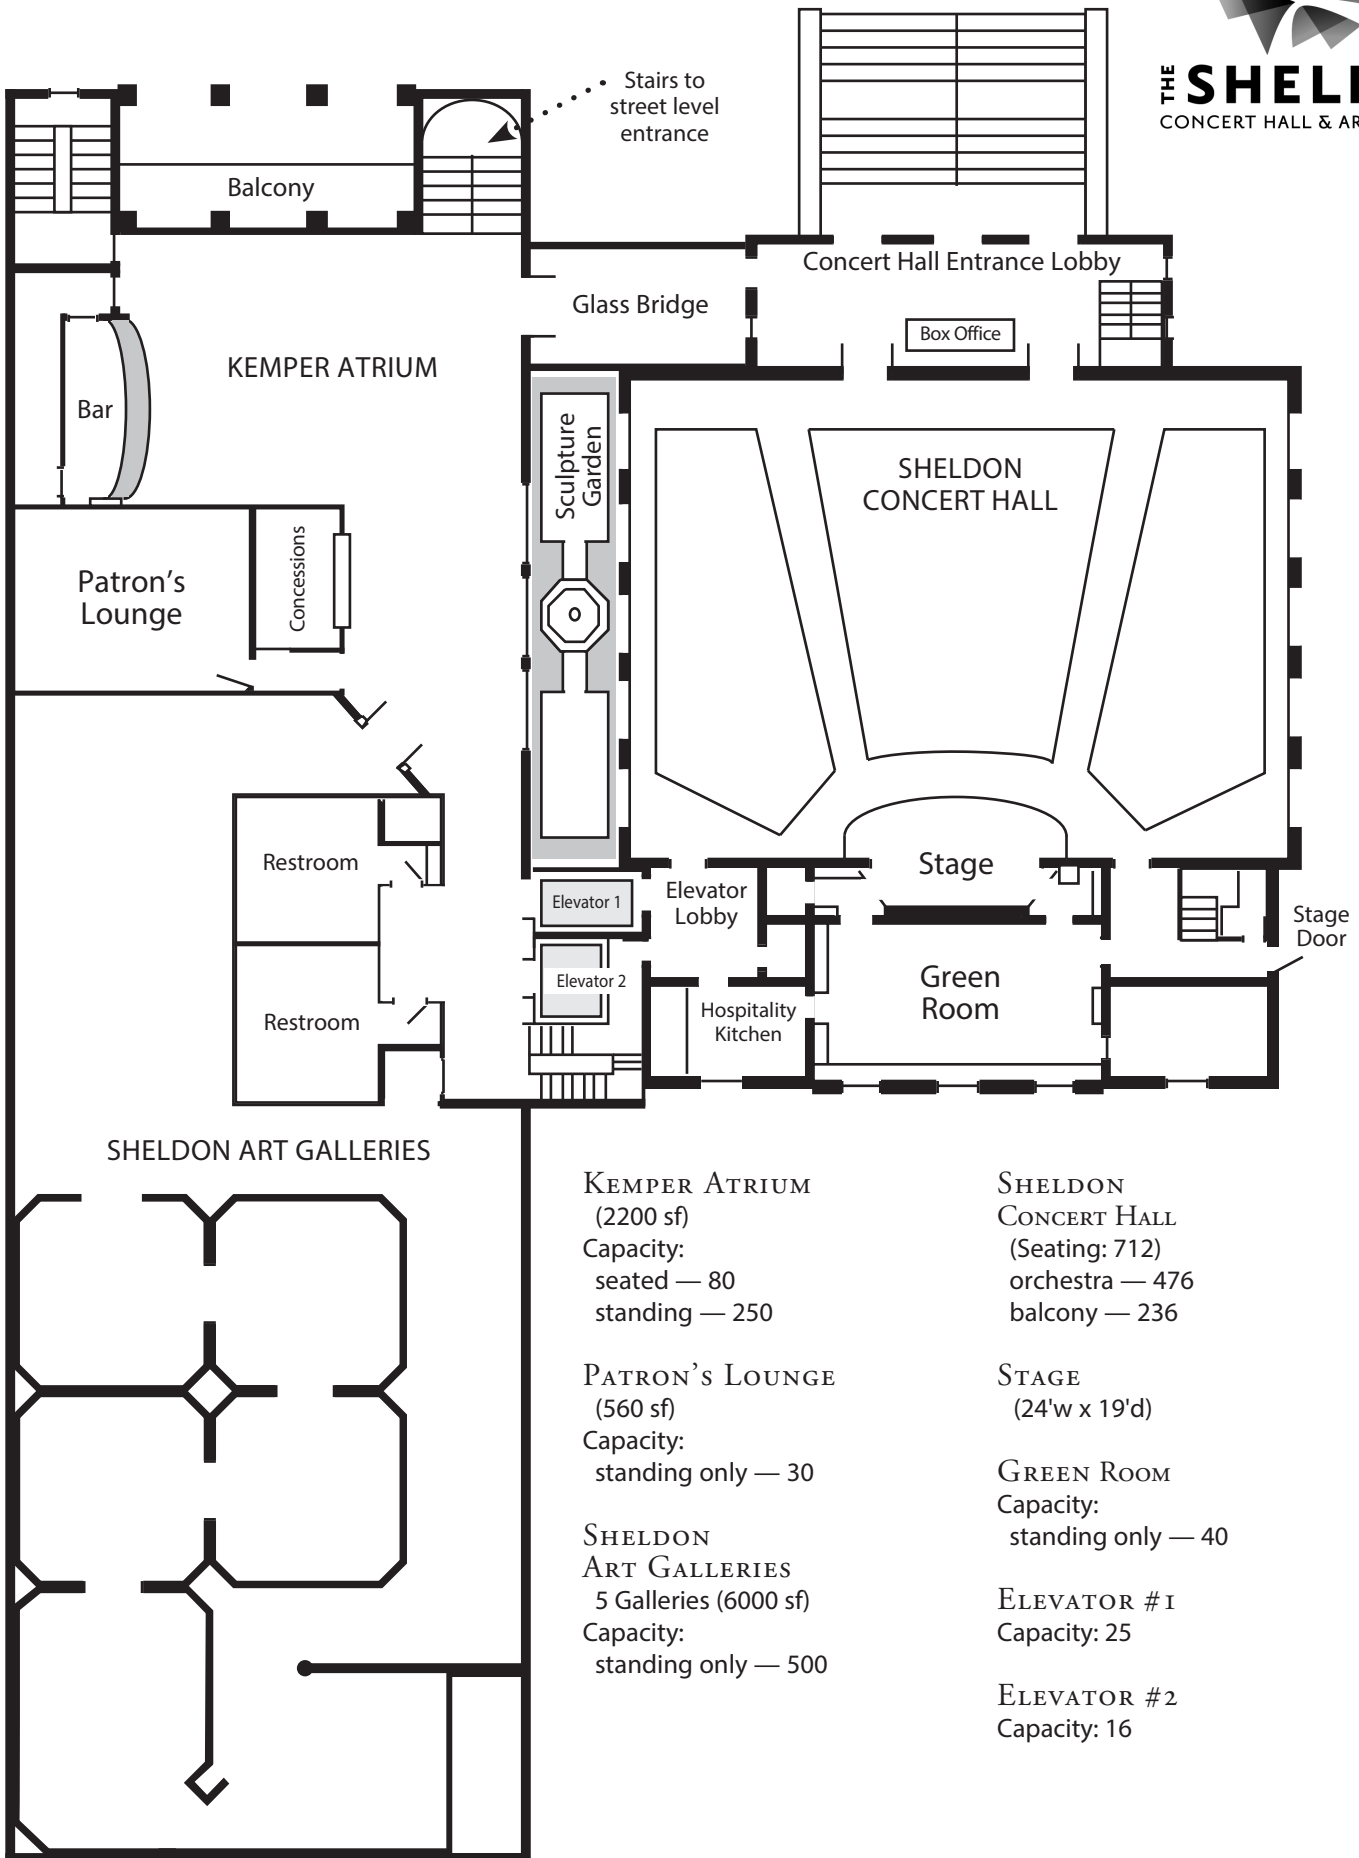 Stairs to
street level
entrance
THE
CONCERT HALL &
Balcony
Concert Hall Entrance Lobby
Glass Bridge
Box Office
KEMPER ATRIUM
Bar
Sculpture
Garden
SHELDON
CONCERT HALL
Concessions
Patron's
Lounge
Restroom
Stage
Elevator 1
Elevator
Lobby
Stage
Door
Elevator 2
Green
Room
Hospitality
Kitchen
Restroom
SHELDON ART GALLERIES
KEMPER ATRIUM
(2200 sf)
Capacity:
seated — 80
standing — 250
PATRON'S LOUNGE
(560 sf)
Capacity:
standing only — 30
SHELDON
ART GALLERIES
5 Galleries (6000 sf)
Capacity:
standing only — 500
SHELDON
CONCERT HALL
(Seating: 712)
orchestra — 476
balcony — 236
STAGE
(24'w x 19'd)
GREEN ROOM
Capacity:
standing only — 40
ELEVATOR #1
Capacity: 25
ELEVATOR #2
Capacity: 16